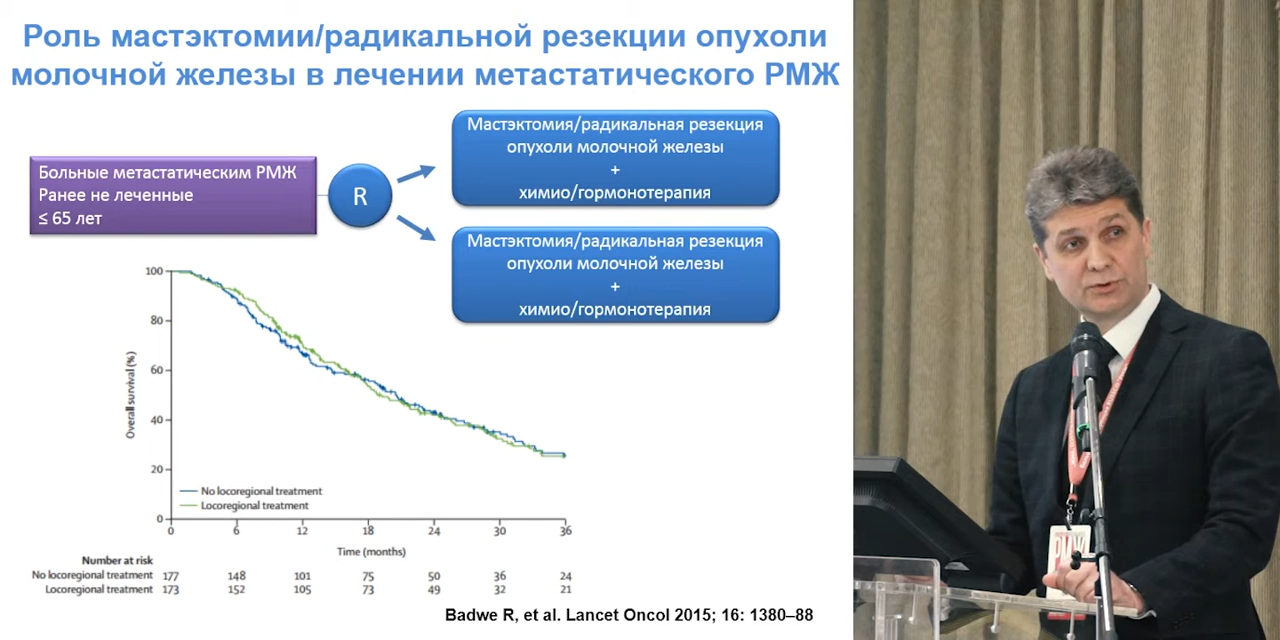 Роль мастэктомии/радикальной резекции опухоли
молочной железы в лечении метастатического РМЖ
Больные метастатическим РМЖ
Ранее не леченные
≤ 65 лет
R
Мастэктомия/радикальная резекция
опухоли молочной железы
+
химио/гормонотерапия
Мастэктомия/радикальная резекция
опухоли молочной железы
+
химио/гормонотерапия
Overall survival (%)
100
80
60
40
20
0
No locoregional treatment
Locoregional treatment
0 6 12 18 24 30 36
Time (months)
Number at risk
No locoregional treatment 177 148 101 75 50 36 24
Locoregional treatment 173 152 105 73 49 32 21
Badwe R, et al. Lancet Oncol 2015; 16: 1380–88